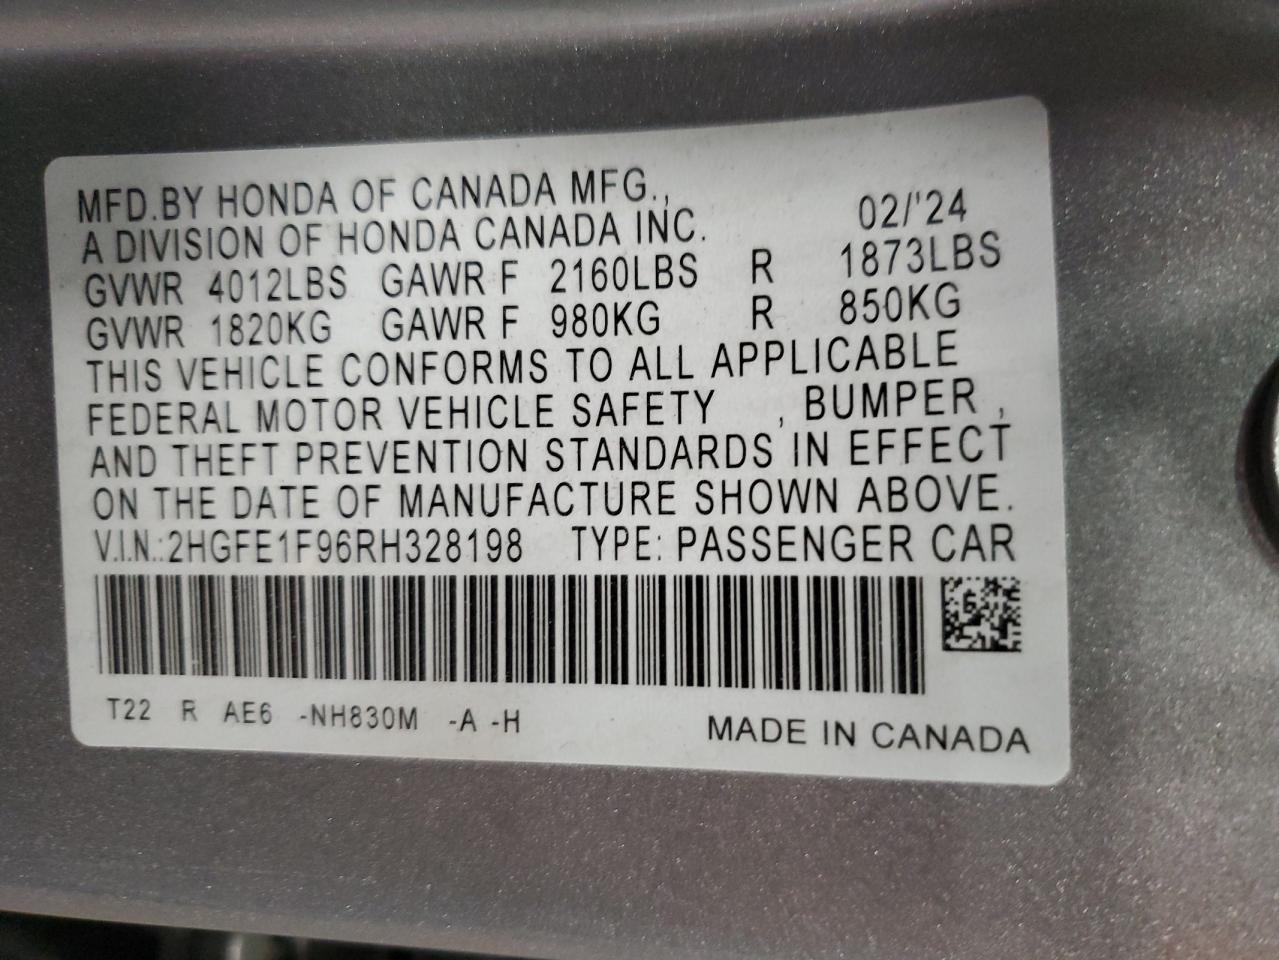 MFD.BY HONDA OF CANADA MFG.,
A DIVISION OF HONDA CANADA INC. 02/'24
GVWR 4012LBS GAWR F 2160LBS R 1873LBS
GVWR 1820KG GAWR F 980KG R 850KG
THIS VEHICLE CONFORMS TO ALL APPLICABLE
FEDERAL MOTOR VEHICLE SAFETY , BUMPER ,
AND THEFT PREVENTION STANDARDS IN EFFECT
ON THE DATE OF MANUFACTURE SHOWN ABOVE.
V.I.N.:2HGFE1F96RH328198 TYPE: PASSENGER CAR
T22 R AE6 -NH830M -A -H MADE IN CANADA